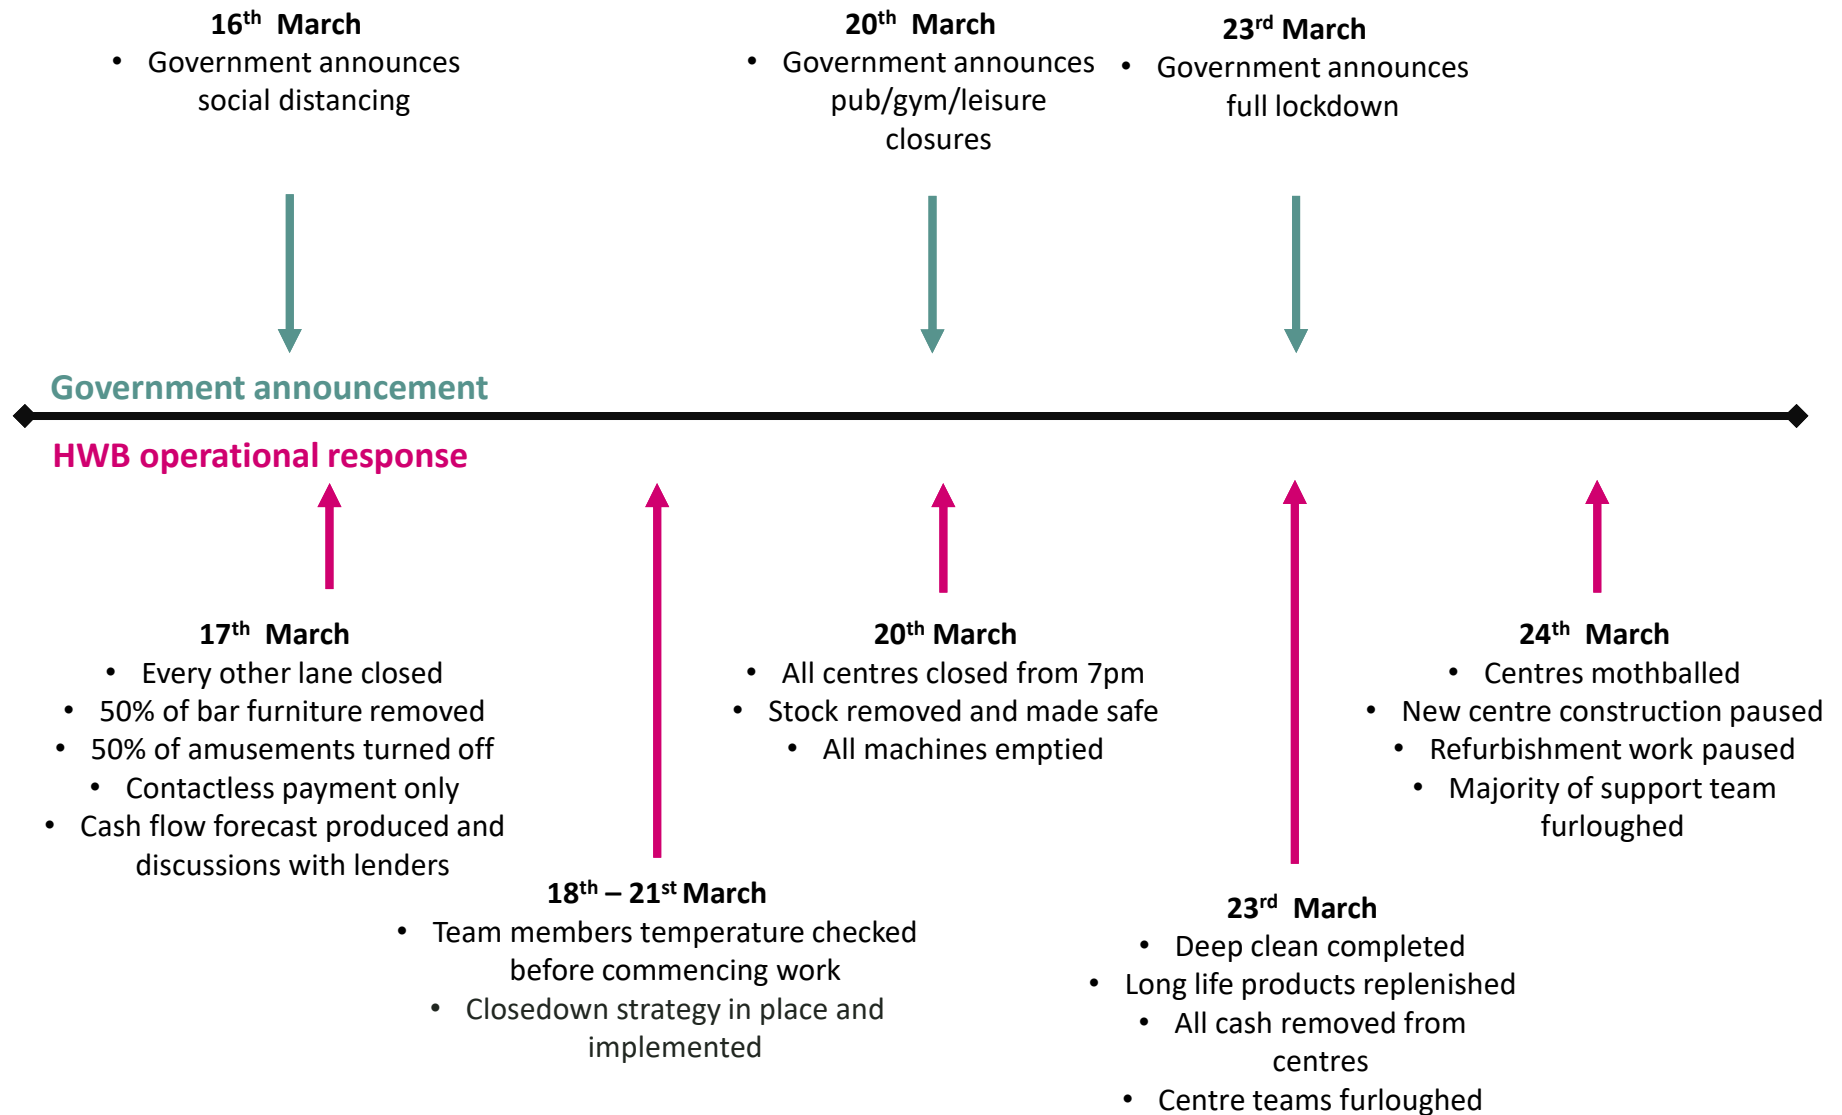 16th March
• Government announces
social distancing
20th March
• Government announces
pub/gym/leisure
closures
23rd March
• Government announces
full lockdown
Government announcement
HWB operational response
17th March
• Every other lane closed
• 50% of bar furniture removed
• 50% of amusements turned off
• Contactless payment only
• Cash flow forecast produced and
discussions with lenders
18th – 21st March
• Team members temperature checked
before commencing work
• Closedown strategy in place and
implemented
20th March
• All centres closed from 7pm
• Stock removed and made safe
• All machines emptied
23rd March
• Deep clean completed
• Long life products replenished
• All cash removed from
centres
• Centre teams furloughed
24th March
• Centres mothballed
• New centre construction paused
• Refurbishment work paused
• Majority of support team
furloughed